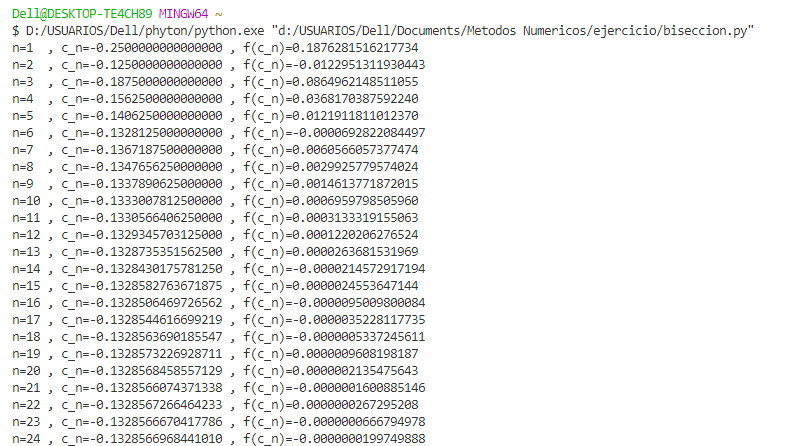 Dell@DESKTOP-TE4CH89 MINGW64 ~
$ D:/USUARIOS/Dell/phyton/python.exe "d:/USUARIOS/Dell/Documents/Metodos Numericos/ejercicio/biseccion.py"
n=1  , c_n=-0.2500000000000000 , f(c_n)=0.1876281516217734
n=2  , c_n=-0.1250000000000000 , f(c_n)=-0.0122951311930443
n=3  , c_n=-0.1875000000000000 , f(c_n)=0.0864962148511055
n=4  , c_n=-0.1562500000000000 , f(c_n)=0.0368170387592240
n=5  , c_n=-0.1406250000000000 , f(c_n)=0.0121911811012370
n=6  , c_n=-0.1328125000000000 , f(c_n)=-0.0000692822084497
n=7  , c_n=-0.1367187500000000 , f(c_n)=0.0060566057377474
n=8  , c_n=-0.1347656250000000 , f(c_n)=0.0029925779574024
n=9  , c_n=-0.1337890625000000 , f(c_n)=0.0014613771872015
n=10 , c_n=-0.1333007812500000 , f(c_n)=0.0006959798505960
n=11 , c_n=-0.1330566406250000 , f(c_n)=0.0003133319155063
n=12 , c_n=-0.1329345703125000 , f(c_n)=0.0001220206276524
n=13 , c_n=-0.1328735351562500 , f(c_n)=0.0000263681531969
n=14 , c_n=-0.1328430175781250 , f(c_n)=-0.0000214572917194
n=15 , c_n=-0.1328582763671875 , f(c_n)=0.0000024553647144
n=16 , c_n=-0.1328506469726562 , f(c_n)=-0.0000095009800084
n=17 , c_n=-0.1328544616699219 , f(c_n)=-0.0000035228117735
n=18 , c_n=-0.1328563690185547 , f(c_n)=-0.0000005337245611
n=19 , c_n=-0.1328573226928711 , f(c_n)=0.0000009608198187
n=20 , c_n=-0.1328568458557129 , f(c_n)=0.0000002135475643
n=21 , c_n=-0.1328566074371338 , f(c_n)=-0.0000001600885146
n=22 , c_n=-0.1328567266464233 , f(c_n)=0.0000000267295208
n=23 , c_n=-0.1328566670417786 , f(c_n)=-0.0000000666794978
n=24 , c_n=-0.1328566968441010 , f(c_n)=-0.0000000199749888